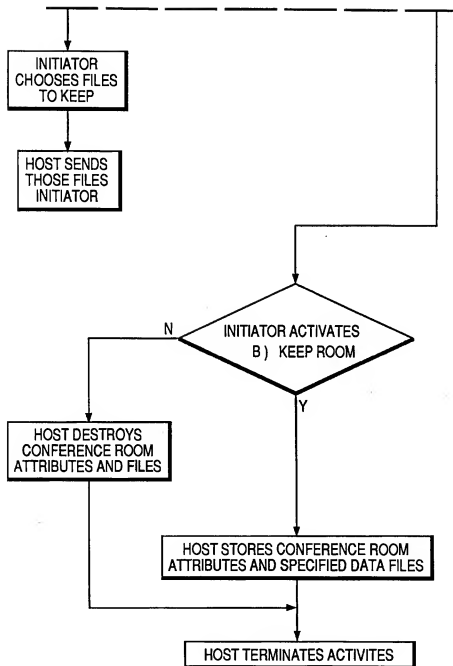 INITIATOR
CHOOSES FILES
TO KEEP
HOST SENDS
THOSE FILES
INITIATOR
INITIATOR ACTIVATES
B ) KEEP ROOM
N
Y
HOST DESTROYS
CONFERENCE ROOM
ATTRIBUTES AND FILES
HOST STORES CONFERENCE ROOM
ATTRIBUTES AND SPECIFIED DATA FILES
HOST TERMINATES ACTIVITES